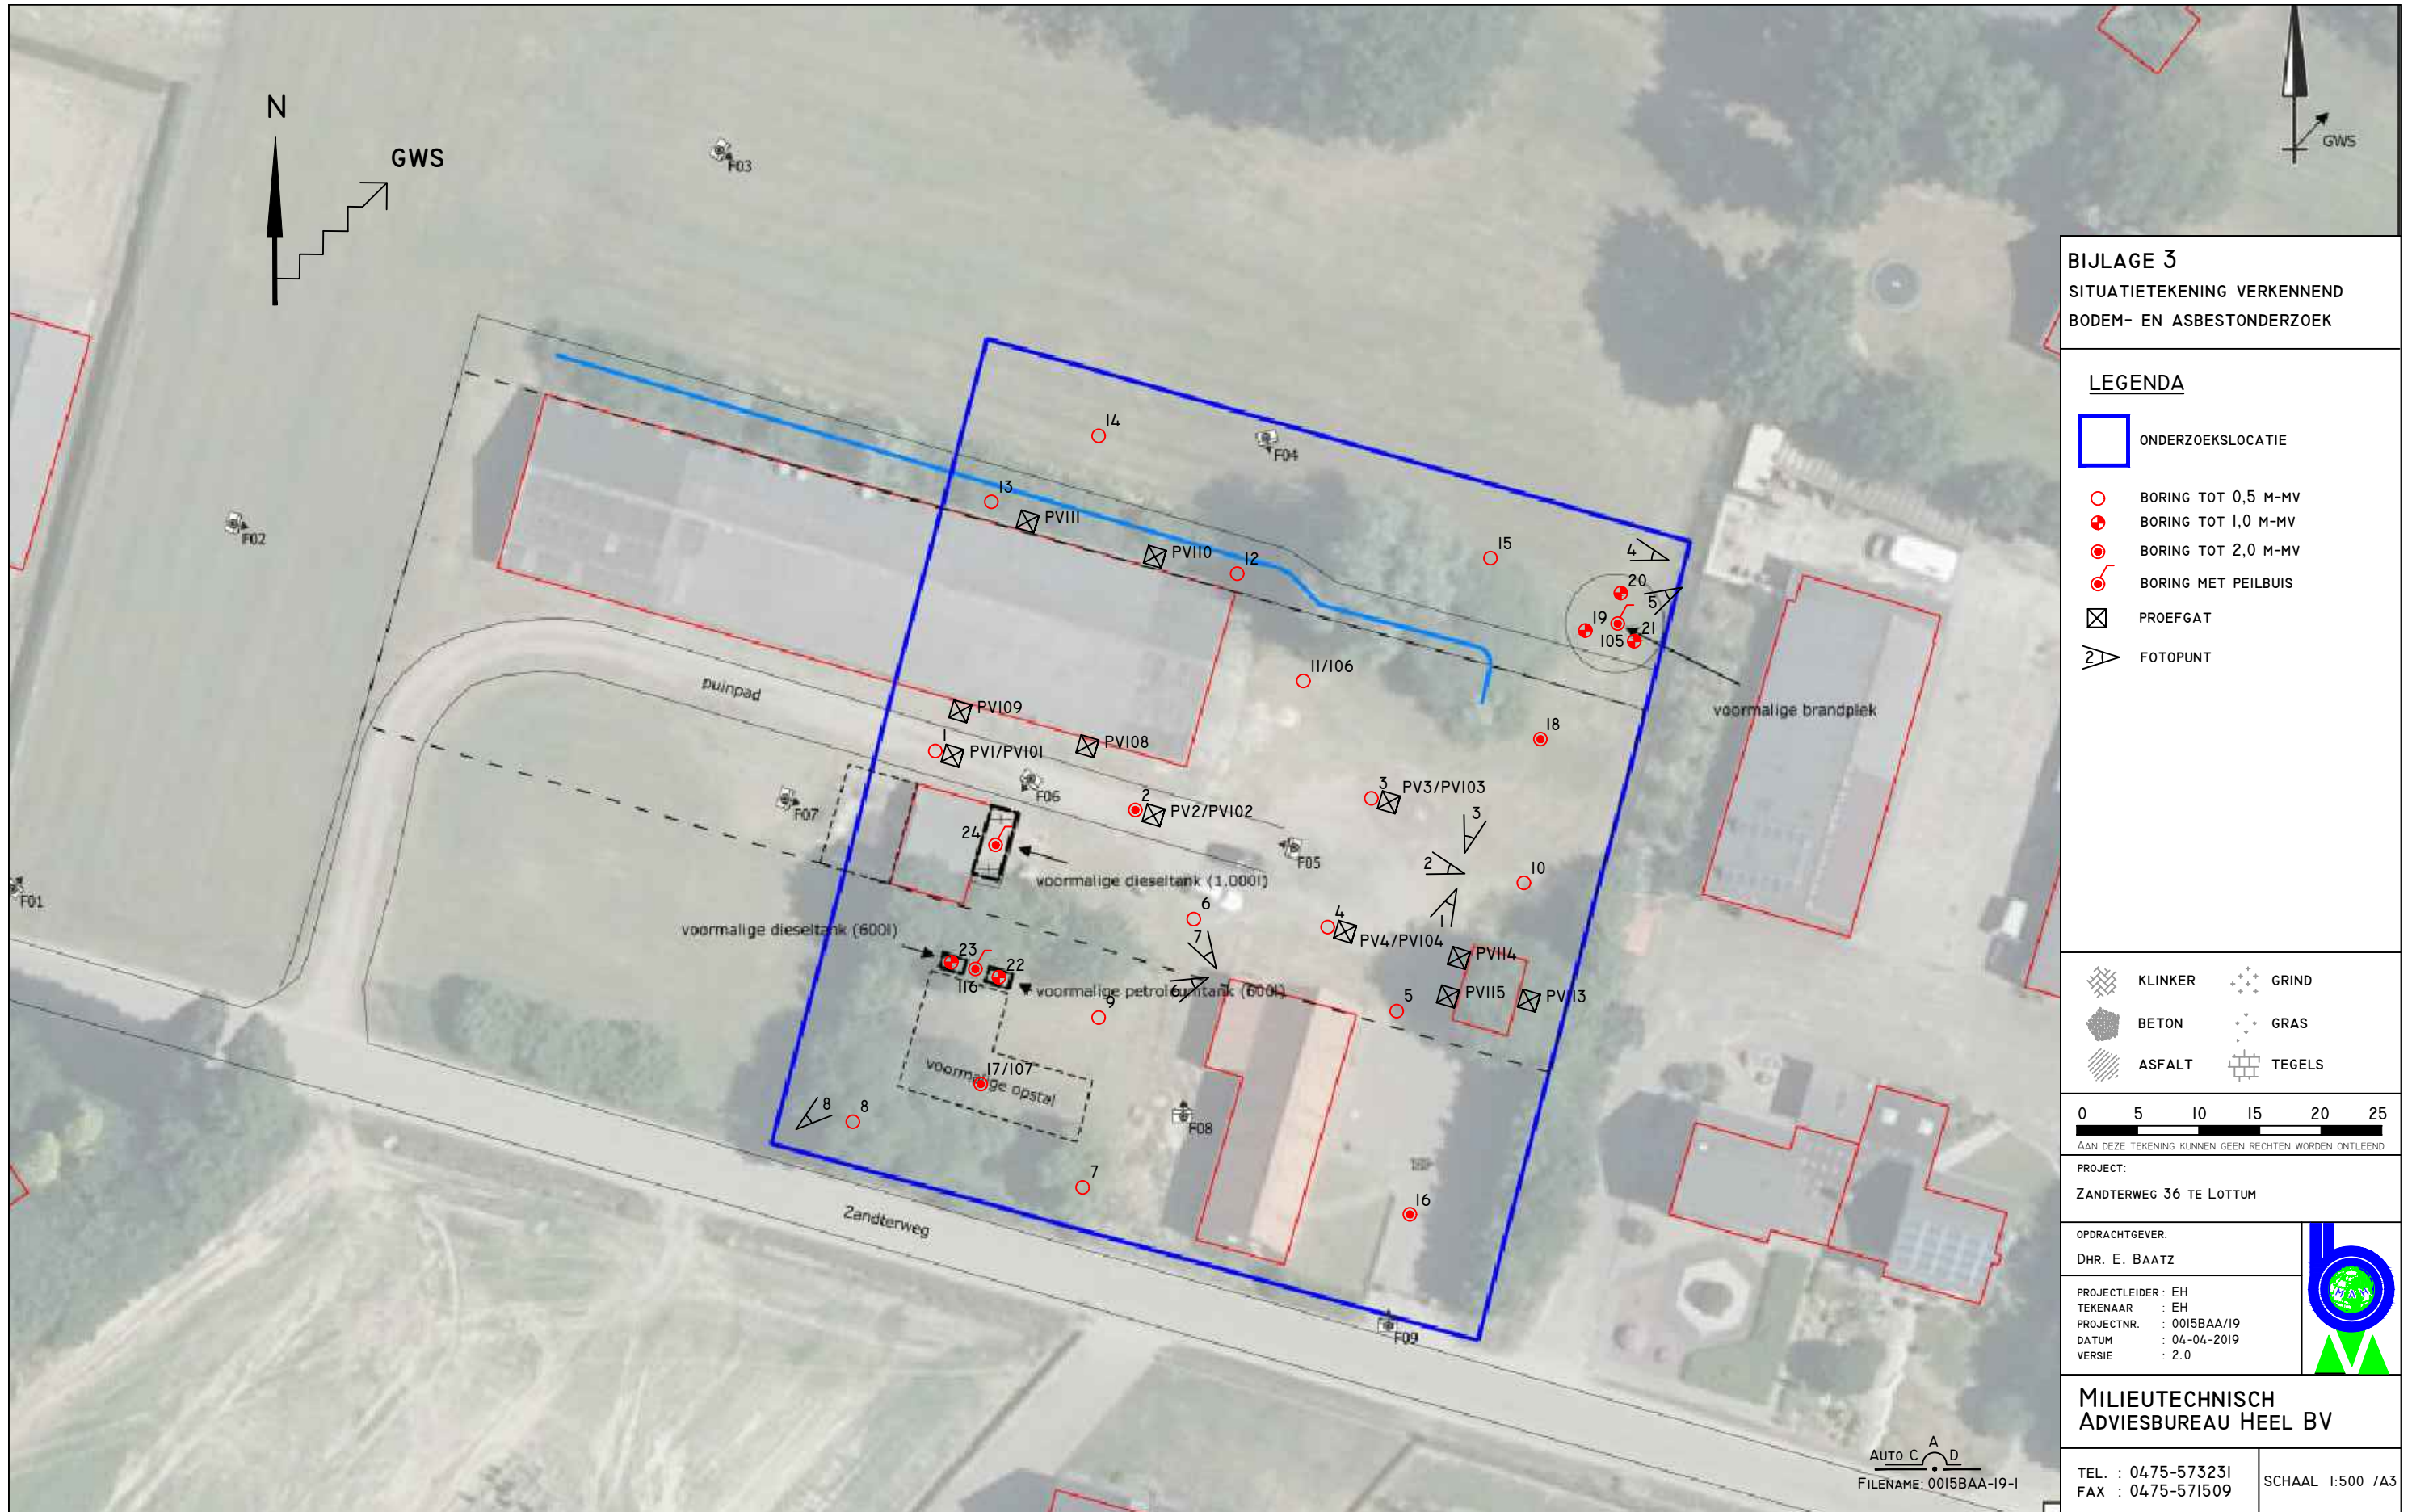 N
GWS
GWS
F03
F02
F01
F04
F07
F06
F05
F08
F09
14
13
PV111
PV110
12
15
4
20
5
19
21
105
voormalige brandplek
11/106
18
puinpad
PV109
1
PV1/PV101
PV108
2
PV2/PV102
3
PV3/PV103
3
2
1
10
24
voormalige dieseltank (1.000l)
voormalige dieseltank (600l)
23
22
116
voormalige petroleumtank (600l)
6
7
6
4
PV4/PV104
PV114
PV115
PV113
5
9
17/107
voormalige opstal
8
8
7
16
Zandterweg
BIJLAGE 3
SITUATIETEKENING VERKENNEND
BODEM- EN ASBESTONDERZOEK
LEGENDA
ONDERZOEKSLOCATIE
BORING TOT 0,5 M-MV
BORING TOT 1,0 M-MV
BORING TOT 2,0 M-MV
BORING MET PEILBUIS
PROEFGAT
2 FOTOPUNT
KLINKER
GRIND
BETON
GRAS
ASFALT
TEGELS
0 5 10 15 20 25
AAN DEZE TEKENING KUNNEN GEEN RECHTEN WORDEN ONTLEEND
PROJECT:
ZANDTERWEG 36 TE LOTTUM
OPDRACHTGEVER:
DHR. E. BAATZ
PROJECTLEIDER : EH
TEKENAAR : EH
PROJECTNR. : 0015BAA/19
DATUM : 04-04-2019
VERSIE : 2.0
MAH
MILIEUTECHNISCH
ADVIESBUREAU HEEL BV
TEL. : 0475-573231
FAX : 0475-571509
SCHAAL 1:500 /A3
AUTO C A D
FILENAME: 0015BAA-19-1